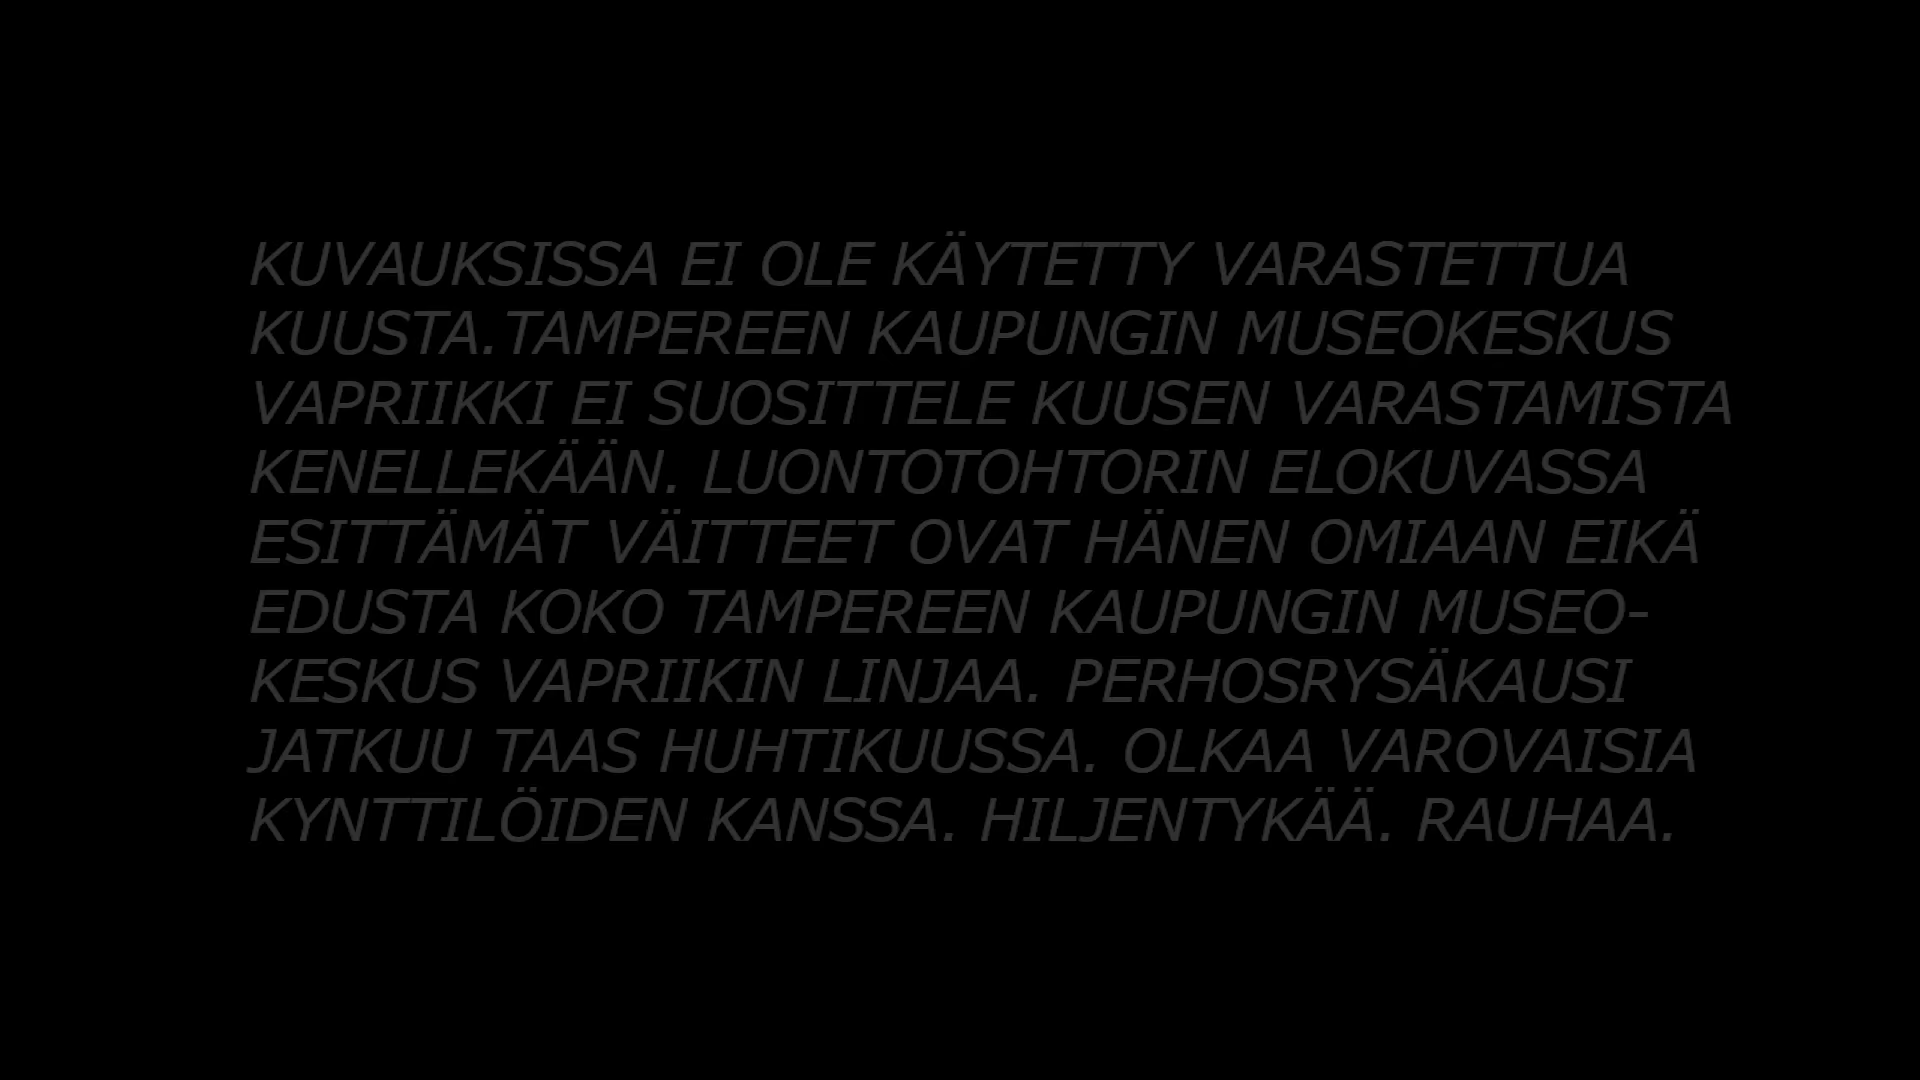 KUVAUKSISSA EI OLE KÄYTETTY VARASTETTUA
KUUSTA.TAMPEREEN KAUPUNGIN MUSEOKESKUS
VAPRIIKKI EI SUOSITTELE KUUSEN VARASTAMISTA
KENELLEKÄÄN. LUONTOTOHTORIN ELOKUVASSA
ESITTÄMÄT VÄITTEET OVAT HÄNEN OMIAAN EIKÄ
EDUSTA KOKO TAMPEREEN KAUPUNGIN MUSEO-
KESKUS VAPRIIKIN LINJAA. PERHOSRYSÄKAUSI
JATKUU TAAS HUHTIKUUSSA. OLKAA VAROVAISIA
KYNTTILÖIDEN KANSSA. HILJENTYKÄÄ. RAUHAA.